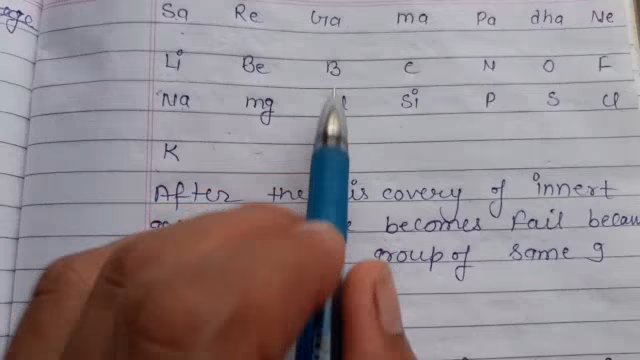 Sa Re Ga ma Pa dha Ne
Li Be B C N O F
Na mg Si P S Cl
K
After the iscovery of innert
becomes Fail becau
group of same g